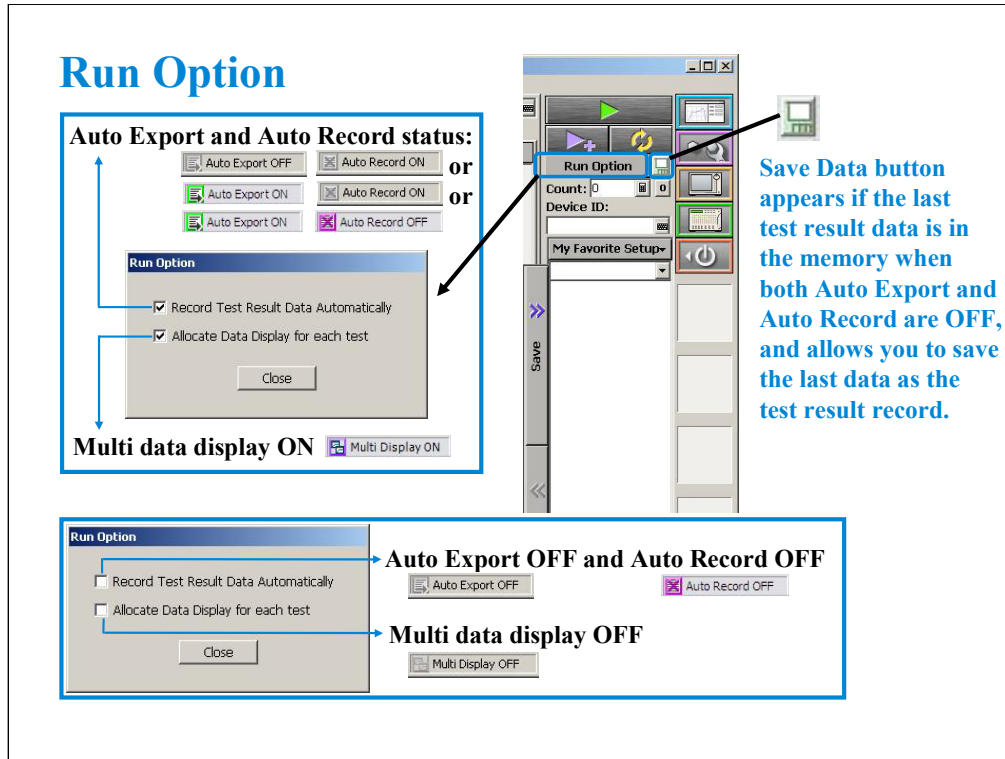 Run Option
Auto Export and Auto Record status:
Auto Export OFF Auto Record ON or
Auto Export ON Auto Record ON or
Auto Export ON Auto Record OFF
Run Option
Record Test Result Data Automatically
Allocate Data Display for each test
Close
Multi data display ON Multi Display ON
Run Option
Count: 0 0
Device ID:
My Favorite Setup
Save
Save Data button
appears if the last
test result data is in
the memory when
both Auto Export and
Auto Record are OFF,
and allows you to save
the last data as the
test result record.
Run Option
Record Test Result Data Automatically
Allocate Data Display for each test
Close
Auto Export OFF and Auto Record OFF
Auto Export OFF Auto Record OFF
Multi data display OFF
Multi Display OFF